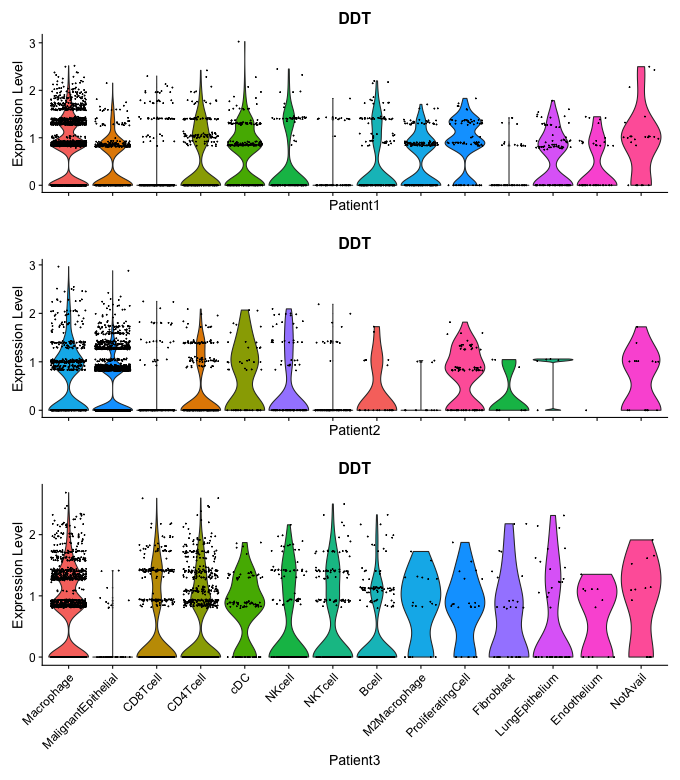 DDT
Expression Level
3
2
1
0
Patient1
DDT
Expression Level
3
2
1
0
Patient2
DDT
Expression Level
2
1
0
Macrophage
MalignantEpithelial
CD8Tcell
CD4Tcell
cDC
NKcell
NKTcell
Bcell
M2Macrophage
ProliferatingCell
Fibroblast
LungEpithelium
Endothelium
NotAvail
Patient3